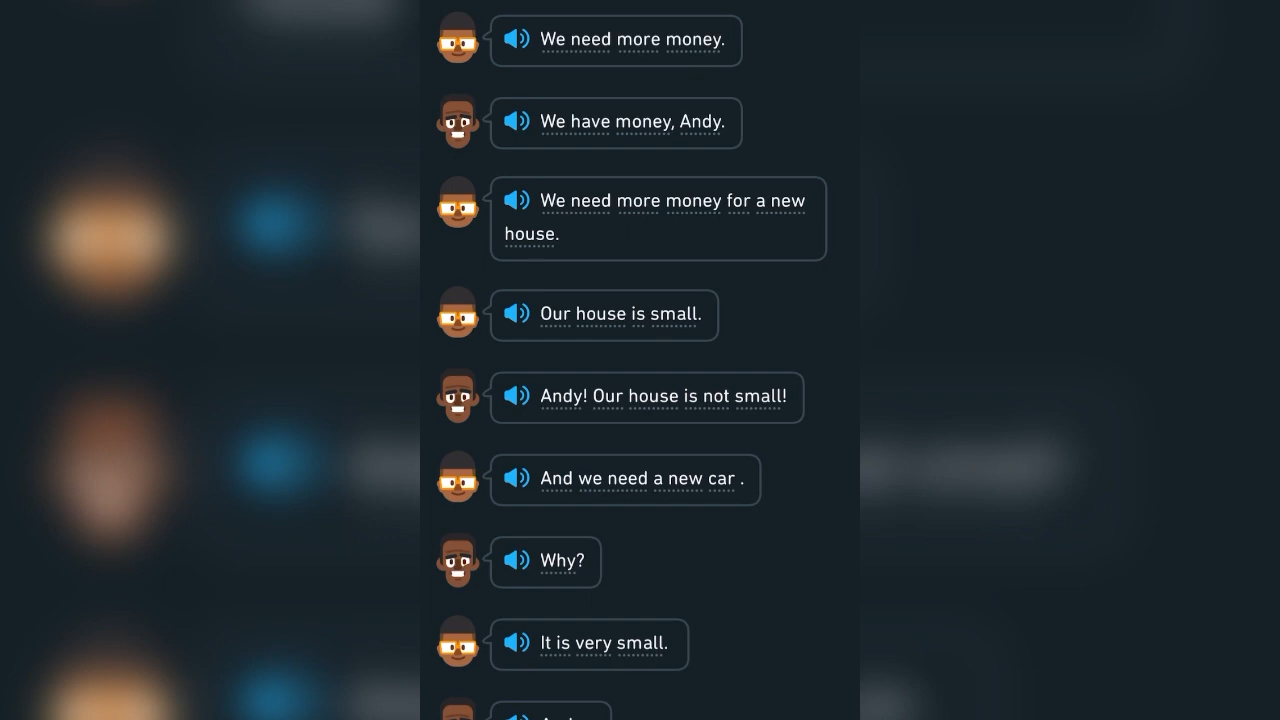 We need more money.
We have money, Andy.
We need more money for a new
house.
Our house is small.
Andy! Our house is not small!
And we need a new car .
Why?
It is very small.